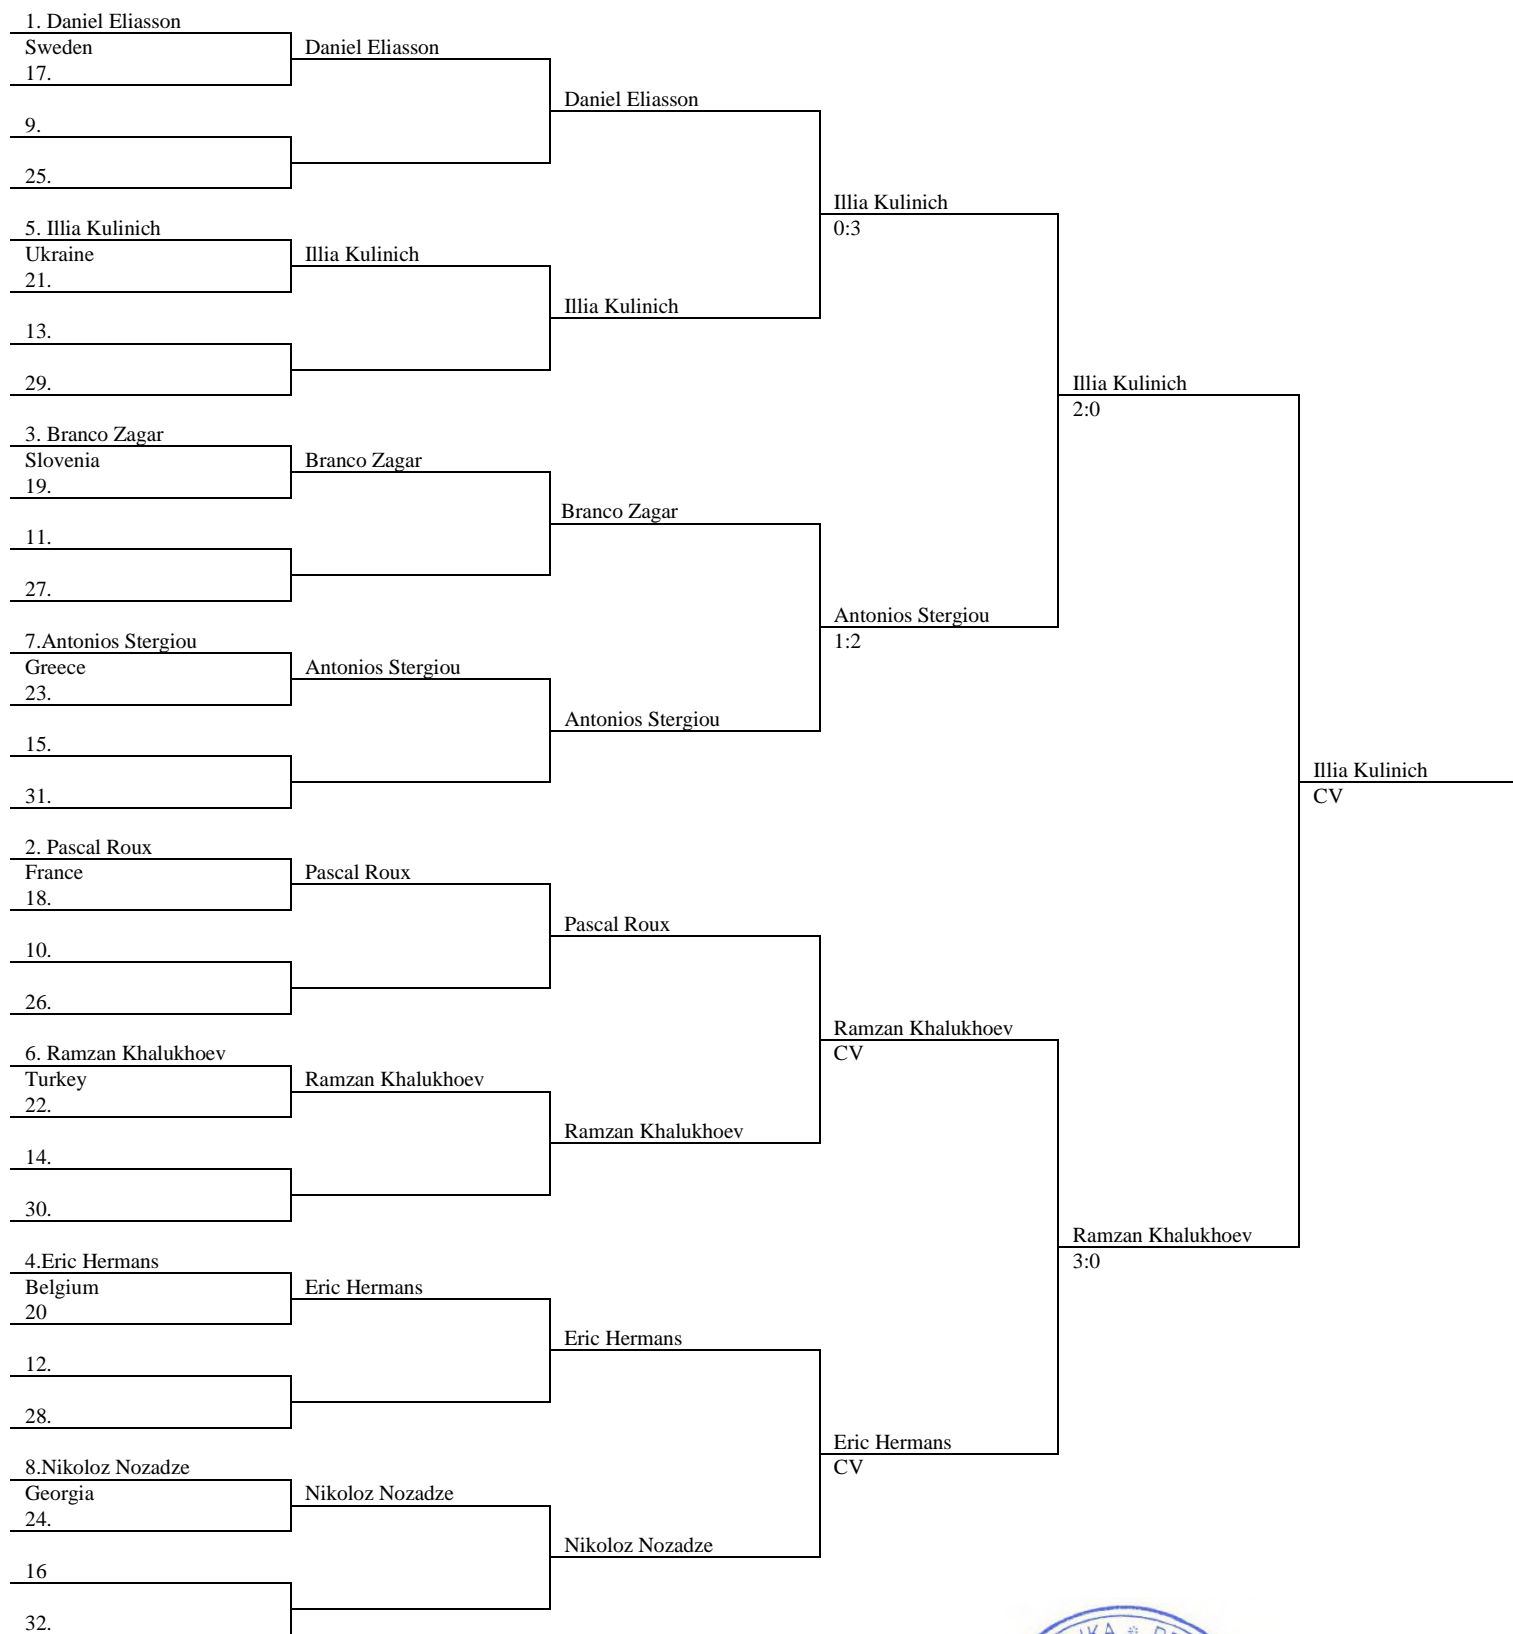 1. Daniel Eliasson
Sweden
17.
9.
25.
5. Illia Kulinich
Ukraine
21.
13.
29.
3. Branco Zagar
Slovenia
19.
11.
27.
7.Antonios Stergiou
Greece
23.
15.
31.
2. Pascal Roux
France
18.
10.
26.
6. Ramzan Khalukhoev
Turkey
22.
14.
30.
4.Eric Hermans
Belgium
20
12.
28.
8.Nikoloz Nozadze
Georgia
24.
16
32.
Daniel Eliasson
Illia Kulinich
Branco Zagar
Antonios Stergiou
Pascal Roux
Ramzan Khalukhoev
Eric Hermans
Nikoloz Nozadze
Daniel Eliasson
Illia Kulinich
Branco Zagar
Antonios Stergiou
Pascal Roux
Ramzan Khalukhoev
Eric Hermans
Nikoloz Nozadze
Illia Kulinich
0:3
Antonios Stergiou
1:2
Ramzan Khalukhoev
CV
Eric Hermans
CV
Illia Kulinich
2:0
Ramzan Khalukhoev
3:0
Illia Kulinich
CV